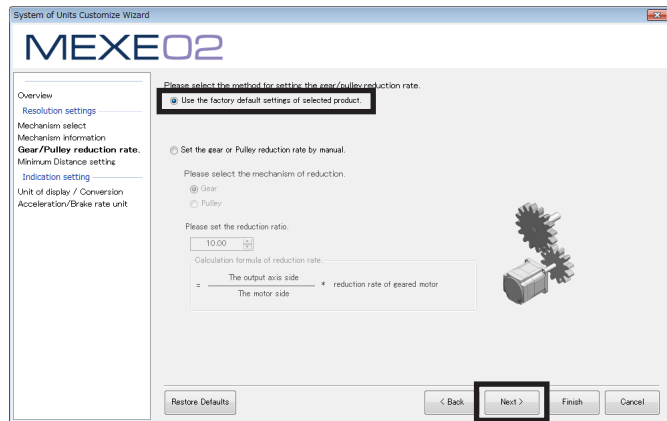 System of Units Customize Wizard
MEXE02
Overview
Resolution settings
Mechanism select
Mechanism information
Gear/Pulley reduction rate.
Minimum Distance setting
Indication setting
Unit of display / Conversion
Acceleration/Brake rate unit
Please select the method for setting the gear/pulley reduction rate.
Use the factory default settings of selected product.
Set the gear or Pulley reduction rate by manual.
Please select the mechanism of reduction.
Gear
Pulley
Please set the reduction ratio.
10.00
Calculation formula of reduction rate.
The output axis side
= * reduction rate of geared motor
The motor side
Restore Defaults
< Back
Next >
Finish
Cancel